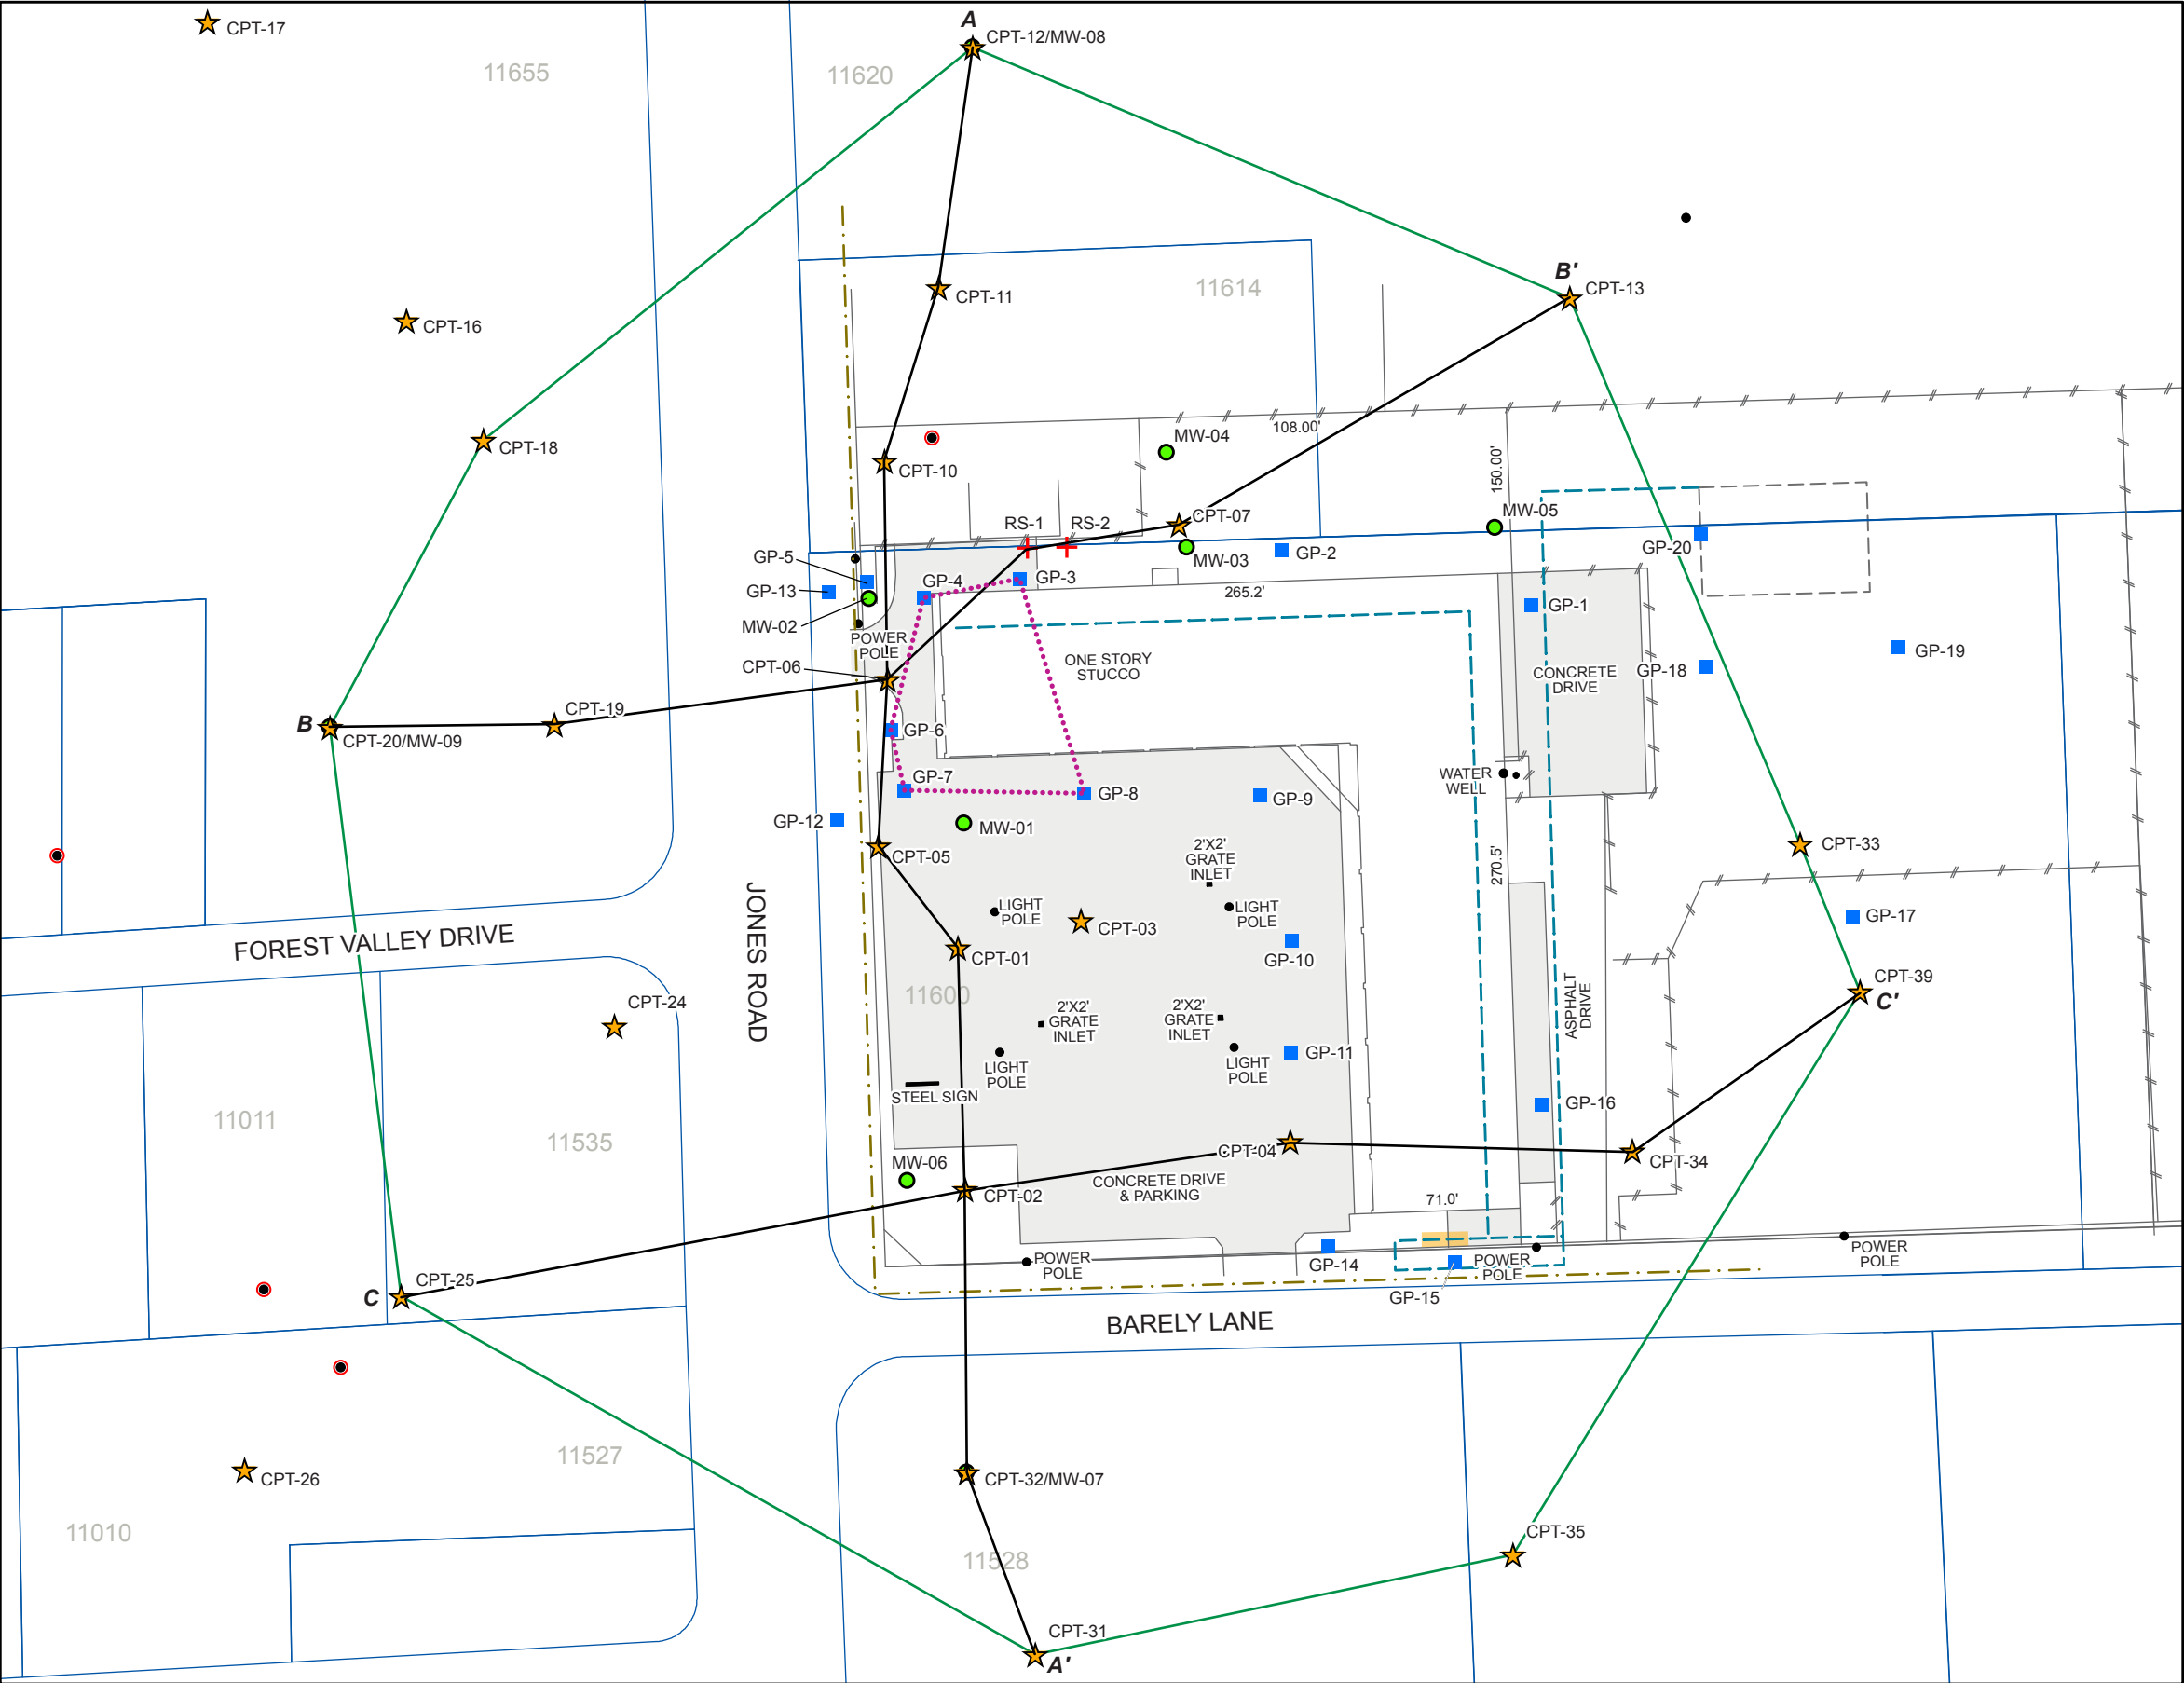 CPT-17
A
CPT-12/MW-08
11655
11620
B'
CPT-13
11614
CPT-11
CPT-16
CPT-18
MW-04
108.00'
CPT-10
150.00'
MW-05
RS-1
RS-2
CPT-07
GP-20
GP-5
GP-4
GP-3
MW-03
GP-2
GP-13
265.2'
GP-1
MW-02
POWER
POLE
ONE STORY
STUCCO
CPT-06
CONCRETE
DRIVE
GP-18
GP-19
B
CPT-19
CPT-20/MW-09
GP-6
GP-7
GP-8
GP-9
WATER
WELL
GP-12
MW-01
CPT-05
2'X2'
GRATE
INLET
270.5'
CPT-33
JONES ROAD
LIGHT
POLE
CPT-03
LIGHT
POLE
GP-17
FOREST VALLEY DRIVE
CPT-01
GP-10
CPT-39
C'
CPT-24
11600
2'X2'
GRATE
INLET
2'X2'
GRATE
INLET
ASPHALT
DRIVE
GP-11
LIGHT
POLE
LIGHT
POLE
STEEL SIGN
GP-16
11011
11535
CPT-04
CPT-34
MW-06
CPT-02
CONCRETE DRIVE
& PARKING
71.0'
POWER
POLE
GP-14
POWER
POLE
POWER
POLE
C
CPT-25
GP-15
BARELY LANE
11527
CPT-26
CPT-32/MW-07
11010
CPT-35
11528
CPT-31
A'